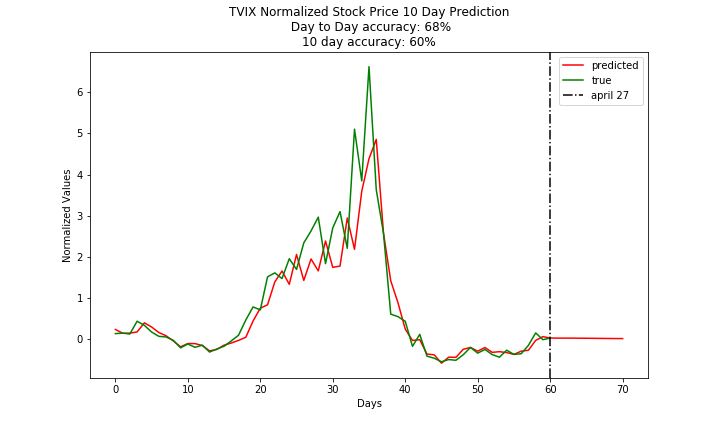 TVIX Normalized Stock Price 10 Day Prediction
Day to Day accuracy: 68%
10 day accuracy: 60%
predicted
true
april 27
Normalized Values
6
5
4
3
2
1
0
0 10 20 30 40 50 60 70
Days